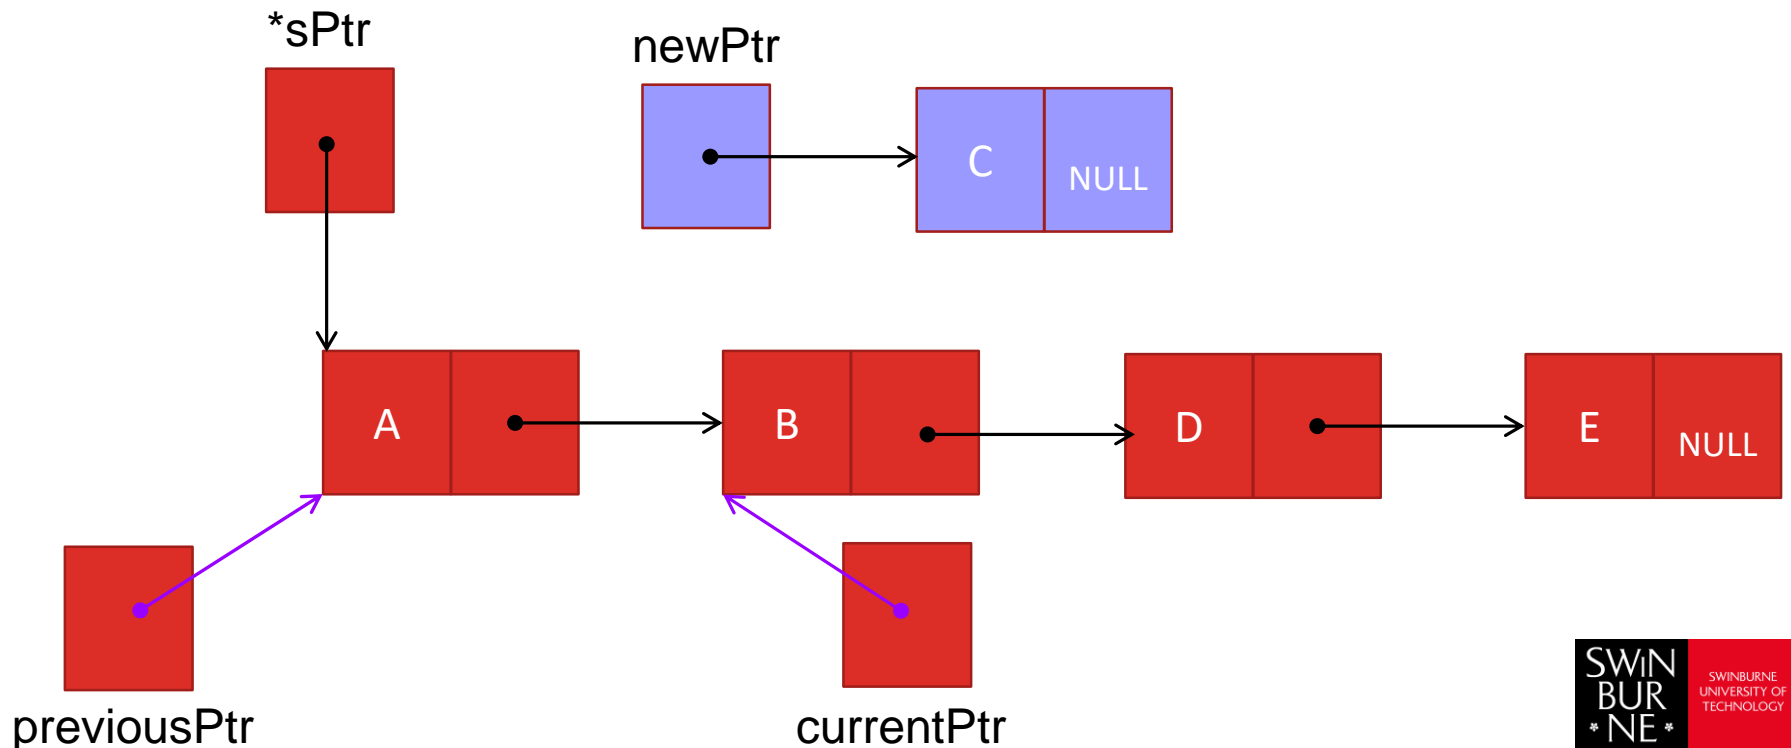 *sPtr
newPtr
C
NULL
A
B
D
E
NULL
previousPtr
currentPtr
SWIN
BUR
* NE *
SWINBURNE
UNIVERSITY OF
TECHNOLOGY